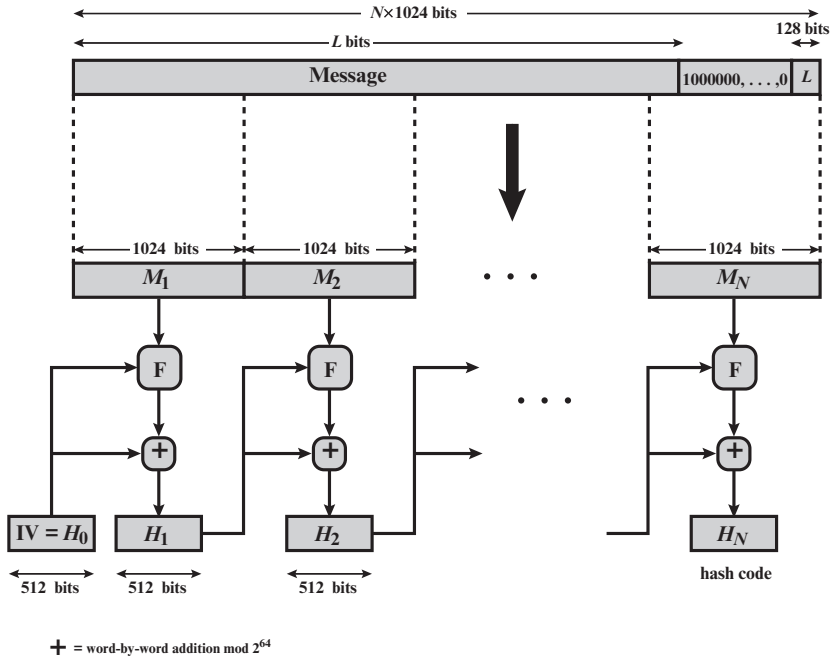 N×1024 bits
L bits
128 bits
Message
1000000, . . . ,0
L
1024 bits
1024 bits
1024 bits
M1
M2
. . .
MN
F
F
F
. . .
+
+
+
IV = H0
H1
H2
HN
512 bits
512 bits
512 bits
hash code
+ = word-by-word addition mod 2^64